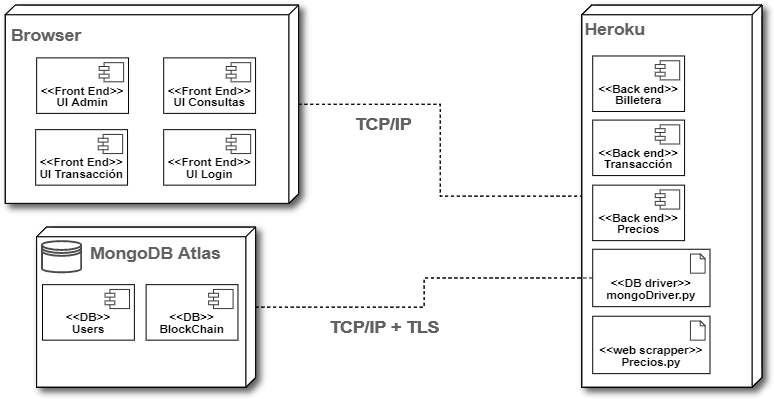 Browser
<<Front End>>
UI Admin
<<Front End>>
UI Consultas
<<Front End>>
UI Transacción
<<Front End>>
UI Login
TCP/IP
MongoDB Atlas
<<DB>>
Users
<<DB>>
BlockChain
TCP/IP + TLS
Heroku
<<Back end>>
Billetera
<<Back end>>
Transacción
<<Back end>>
Precios
<<DB driver>>
mongoDriver.py
<<web scrapper>>
Precios.py